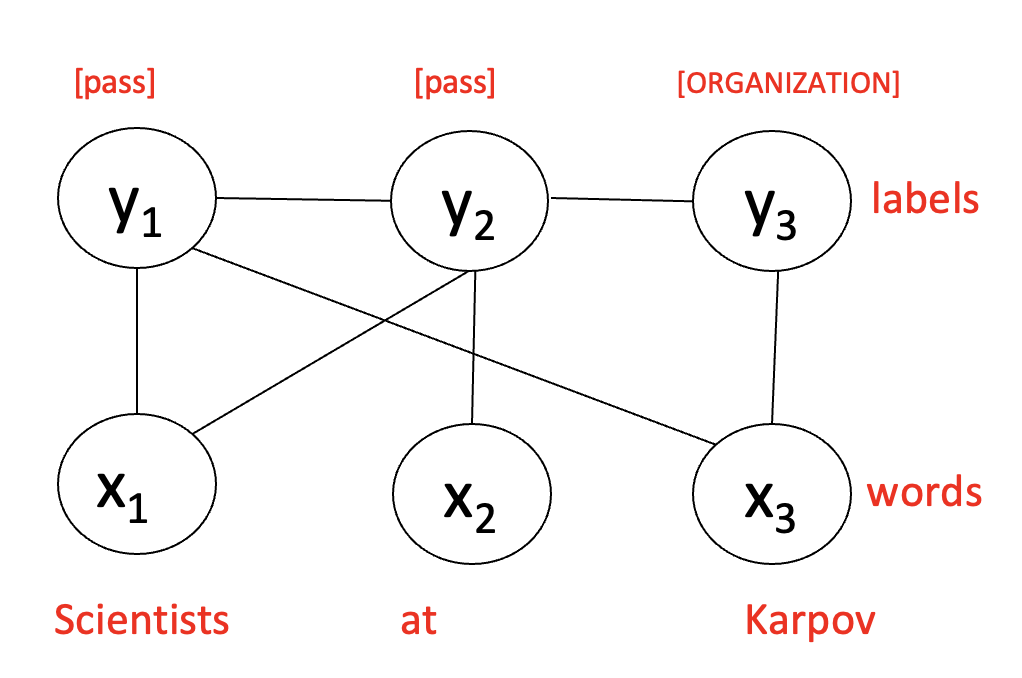 [pass] [pass] [ORGANIZATION]
y1 y2 y3 labels
x1 x2 x3 words
Scientists at Karpov